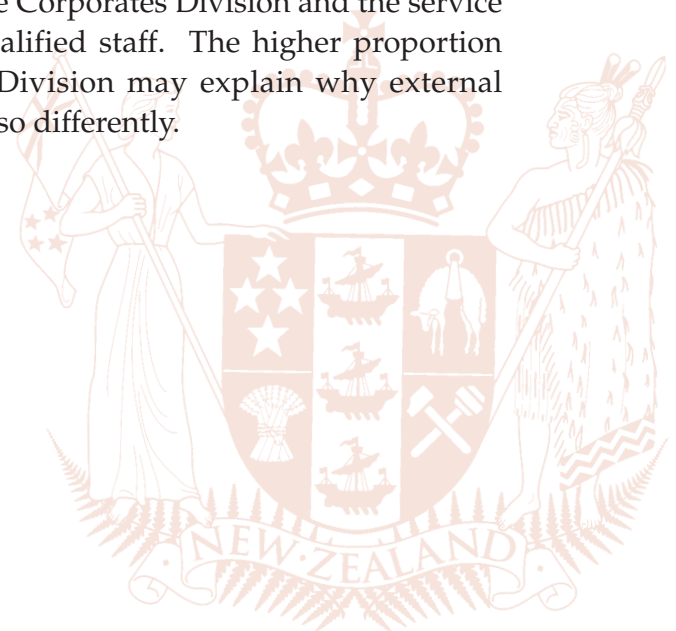 e Corporates Division and the service
alified staff. The higher proportion
Division may explain why external
so differently.
NEW·ZEALAND